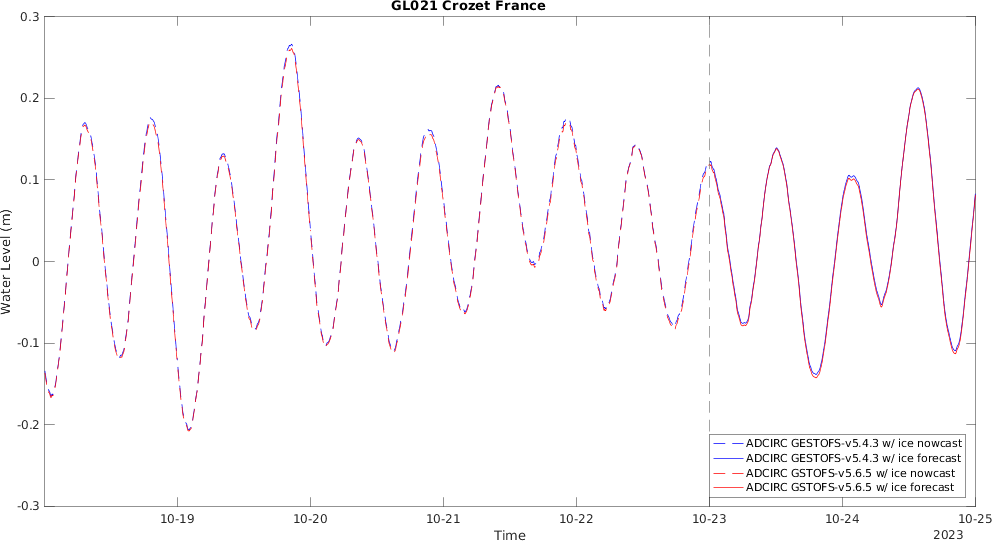 GL021 Crozet France
0.3
0.2
0.1
0
-0.1
-0.2
-0.3
Water Level (m)
ADCIRC GESTOFS-v5.4.3 w/ ice nowcast
ADCIRC GESTOFS-v5.4.3 w/ ice forecast
ADCIRC GSTOFS-v5.6.5 w/ ice nowcast
ADCIRC GSTOFS-v5.6.5 w/ ice forecast
10-19
10-20
10-21
10-22
10-23
10-24
10-25
Time
2023